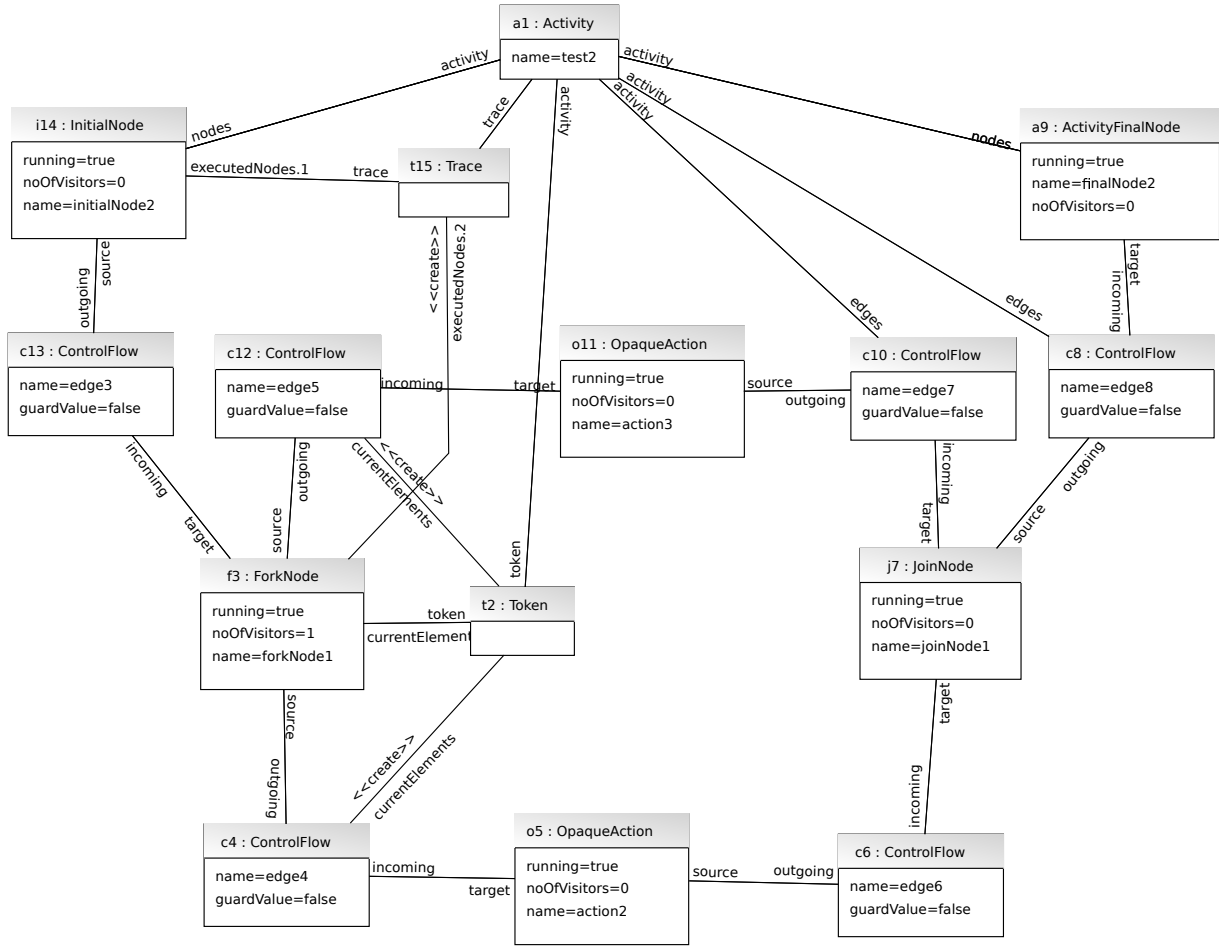 a1 : Activity
name=test2
activity
activity
activity
activity
trace
activity
i14 : InitialNode
running=true
noOfVisitors=0
name=initialNode2
nodes
executedNodes.1
trace
t15 : Trace
nodes
a9 : ActivityFinalNode
running=true
name=finalNode2
noOfVisitors=0
source
outgoing
<<create>>
executedNodes.2
edges
edges
target
incoming
c13 : ControlFlow
name=edge3
guardValue=false
c12 : ControlFlow
name=edge5
guardValue=false
incoming
target
o11 : OpaqueAction
running=true
noOfVisitors=0
name=action3
source
outgoing
c10 : ControlFlow
name=edge7
guardValue=false
c8 : ControlFlow
name=edge8
guardValue=false
incoming
target
outgoing
source
<<create>>
currentElements
token
incoming
target
outgoing
source
f3 : ForkNode
running=true
noOfVisitors=1
name=forkNode1
token
currentElement
t2 : Token
j7 : JoinNode
running=true
noOfVisitors=0
name=joinNode1
source
outgoing
<<create>>
currentElements
target
incoming
c4 : ControlFlow
name=edge4
guardValue=false
incoming
target
o5 : OpaqueAction
running=true
noOfVisitors=0
name=action2
source
outgoing
c6 : ControlFlow
name=edge6
guardValue=false